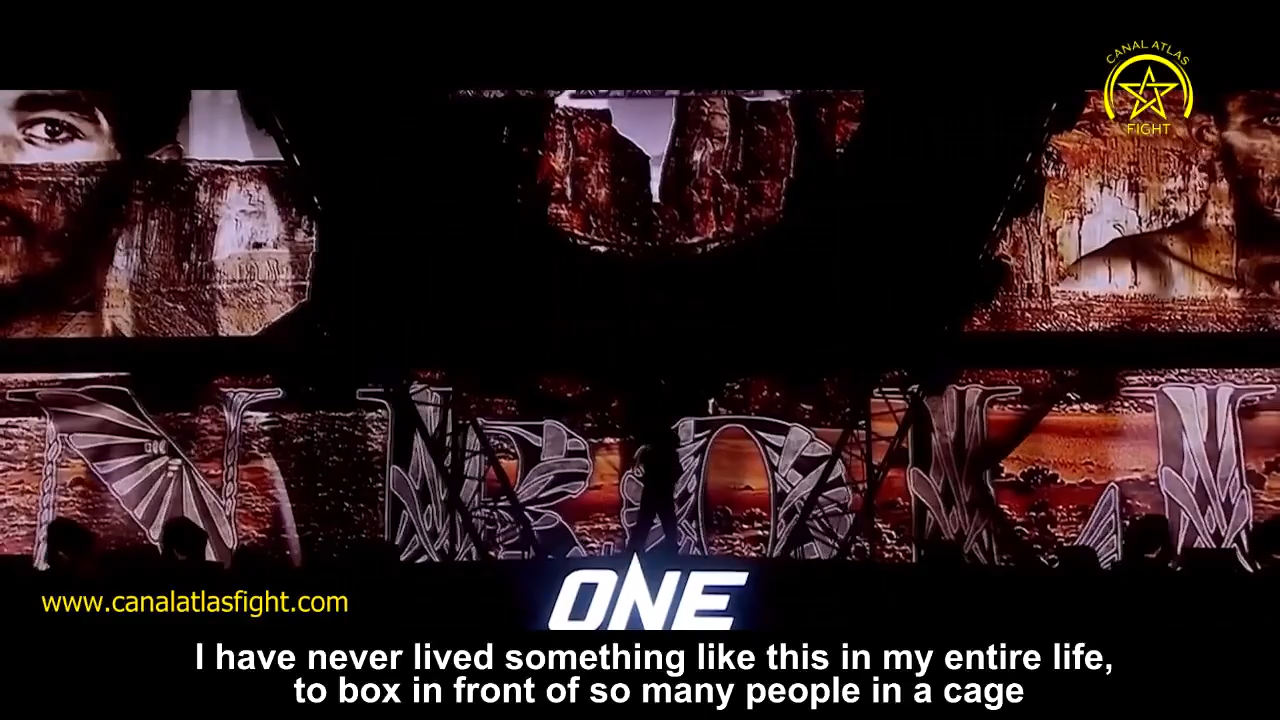 CANAL ATLAS
FIGHT
ONE
www.canalatlasfight.com
I have never lived something like this in my entire life,
to box in front of so many people in a cage